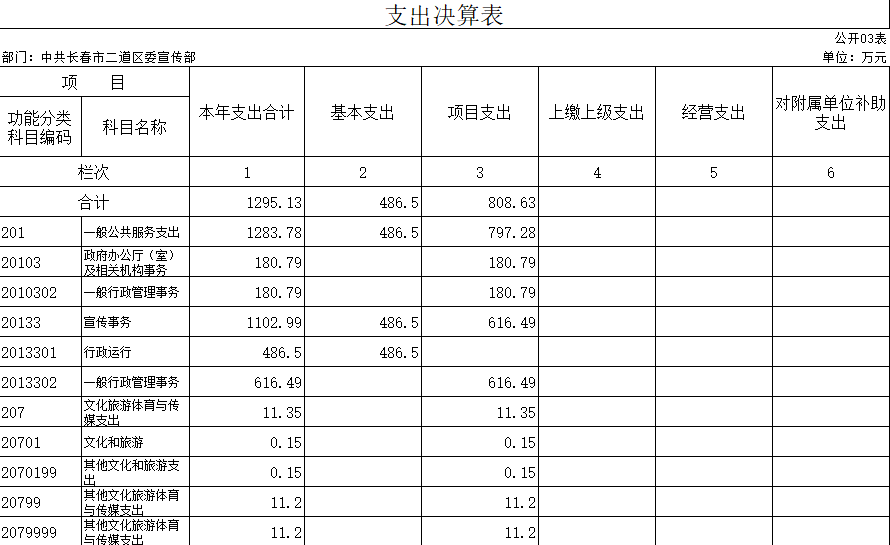 支出决算表
公开03表
部门：中共长春市二道区委宣传部 单位：万元
项 目 本年支出合计 基本支出 项目支出 上缴上级支出 经营支出 对附属单位补助
支出
功能分类
科目编码 科目名称
栏次 1 2 3 4 5 6
合计 1295.13 486.5 808.63
201 一般公共服务支出 1283.78 486.5 797.28
20103 政府办公厅（室）
及相关机构事务 180.79 180.79
2010302 一般行政管理事务 180.79 180.79
20133 宣传事务 1102.99 486.5 616.49
2013301 行政运行 486.5 486.5
2013302 一般行政管理事务 616.49 616.49
207 文化旅游体育与传
媒支出 11.35 11.35
20701 文化和旅游 0.15 0.15
2070199 其他文化和旅游支
出 0.15 0.15
20799 其他文化旅游体育
与传媒支出 11.2 11.2
2079999 其他文化旅游体育
与传媒支出 11.2 11.2